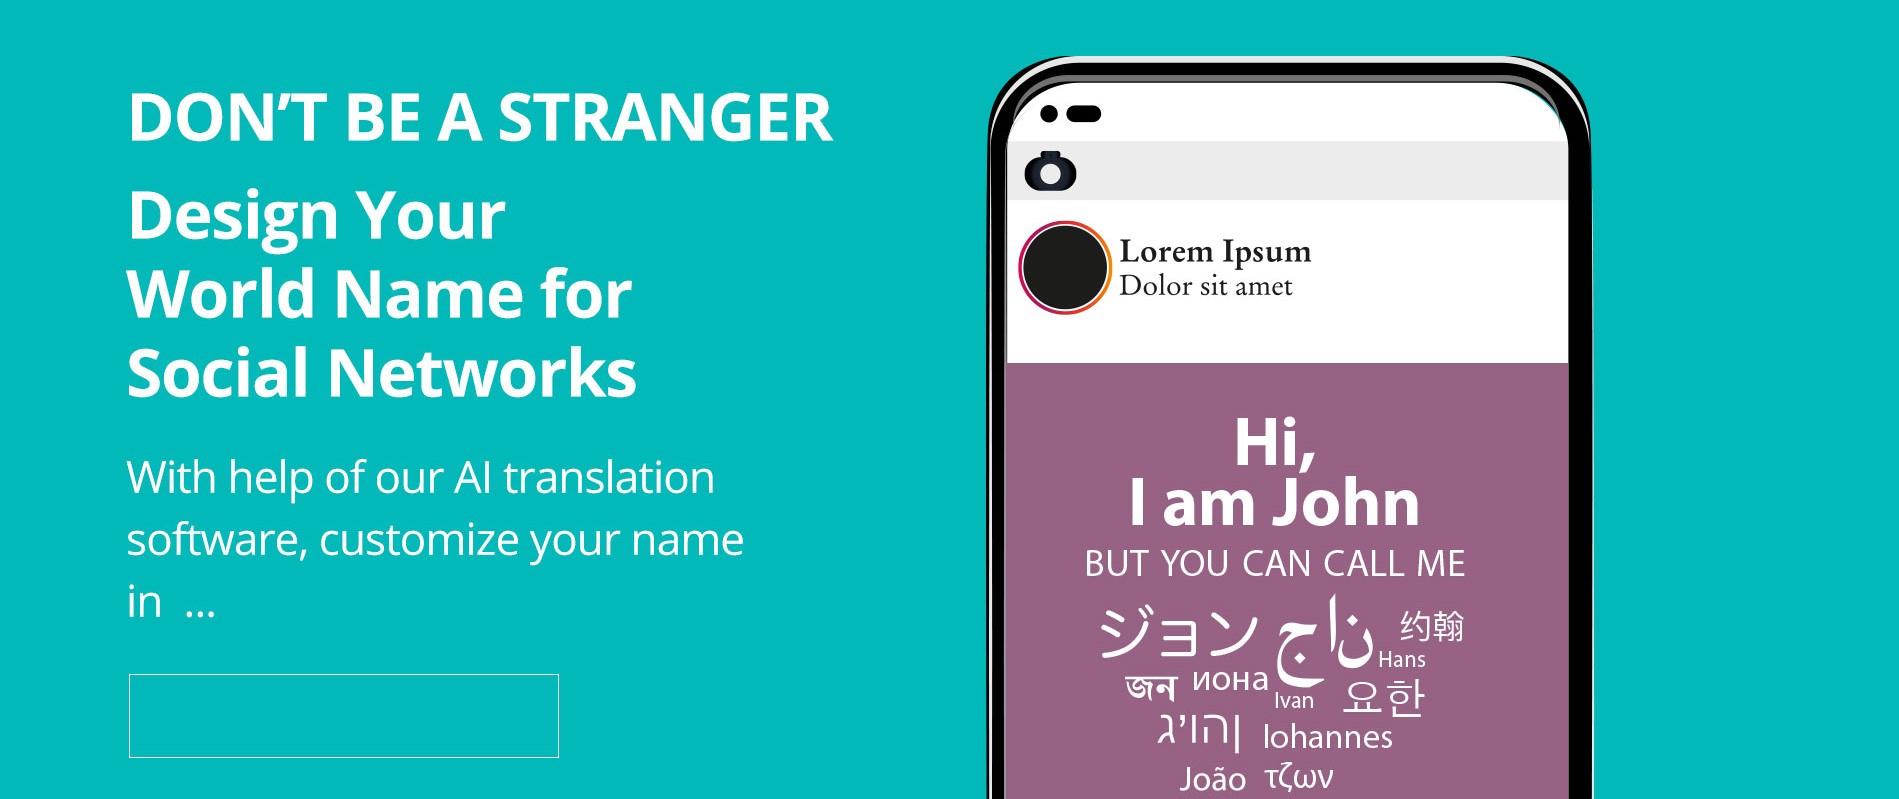 DON’T BE A STRANGER
Design Your
World Name for
Social Networks
With help of our AI translation
software, customize your name
in ...
Lorem Ipsum
Dolor sit amet
Hi,
I am John
BUT YOU CAN CALL ME
ジョン جان 约翰
Hans
জন иона
Ivan 요한
ג'ויהן Iohannes
João τζων